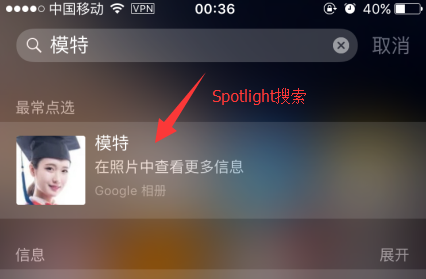 中国移动 VPN 00:36 40%
模特 取消
Spotlight搜索
最常点选
模特
在照片中查看更多信息
Google 相册
信息 展开